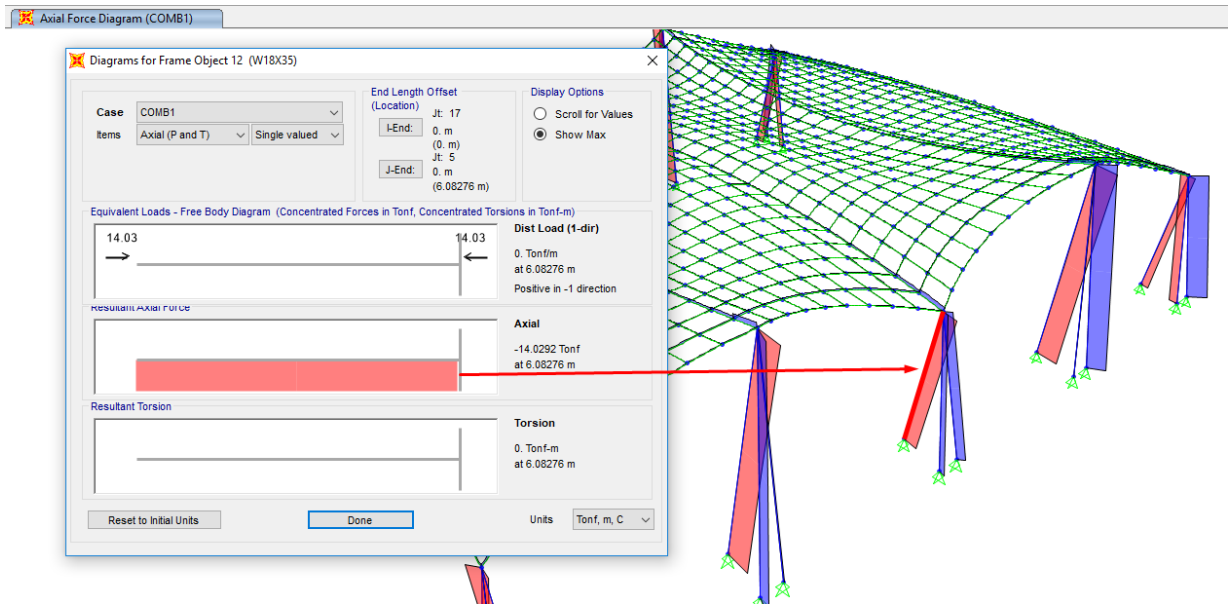 Axial Force Diagram (COMB1)
Diagrams for Frame Object 12 (W18X35)
Case COMB1
Items Axial (P and T) Single valued
End Length Offset
(Location)
I-End: Jt: 17
0. m
(0. m)
J-End: Jt: 5
0. m
(6.08276 m)
Display Options
Scroll for Values
Show Max
Equivalent Loads - Free Body Diagram (Concentrated Forces in Tonf, Concentrated Torsions in Tonf-m)
14.03 14.03
Dist Load (1-dir)
0. Tonf/m
at 6.08276 m
Positive in -1 direction
Resultant Axial Force
Axial
-14.0292 Tonf
at 6.08276 m
Resultant Torsion
Torsion
0. Tonf-m
at 6.08276 m
Reset to Initial Units Done Units Tonf, m, C